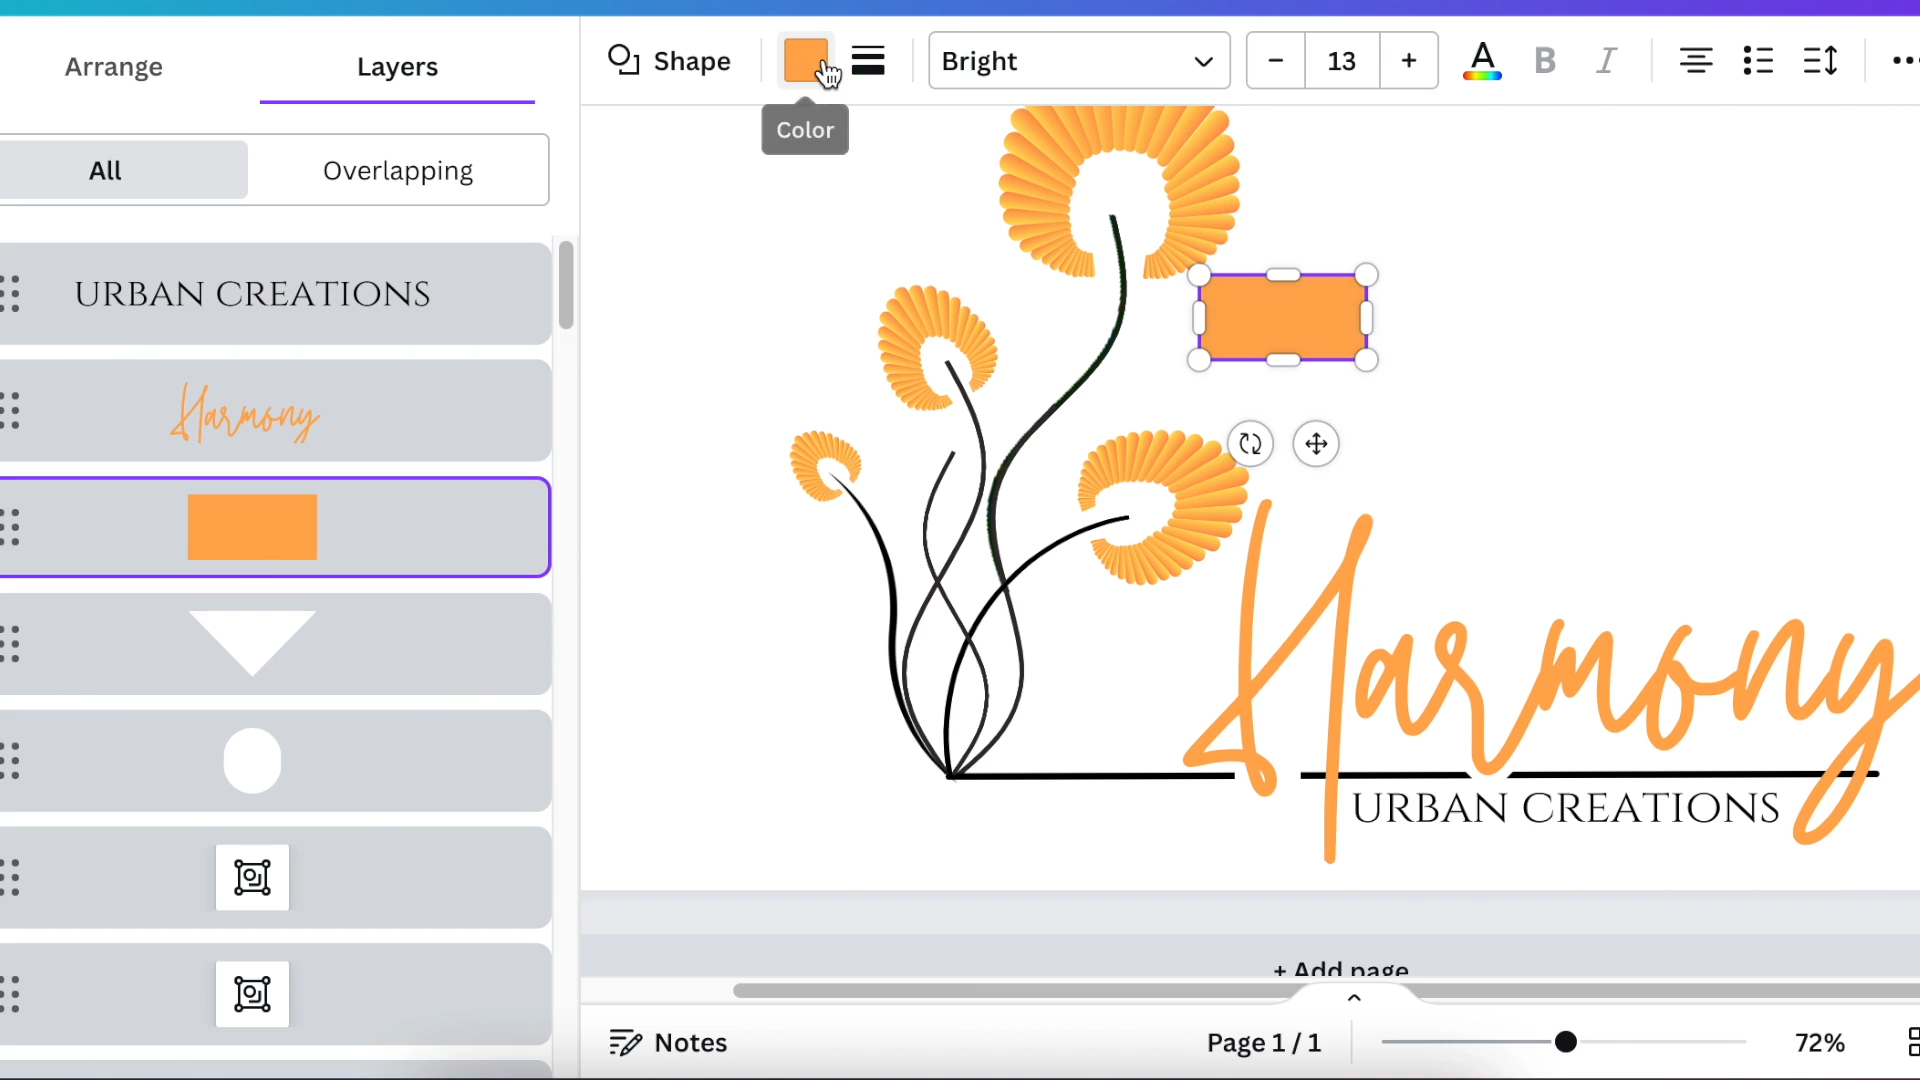 Arrange
Layers
Shape
Bright
13
A
B
I
Color
All
Overlapping
URBAN CREATIONS
Harmony
Harmony
URBAN CREATIONS
+ Add page
Notes
Page 1 / 1
72%